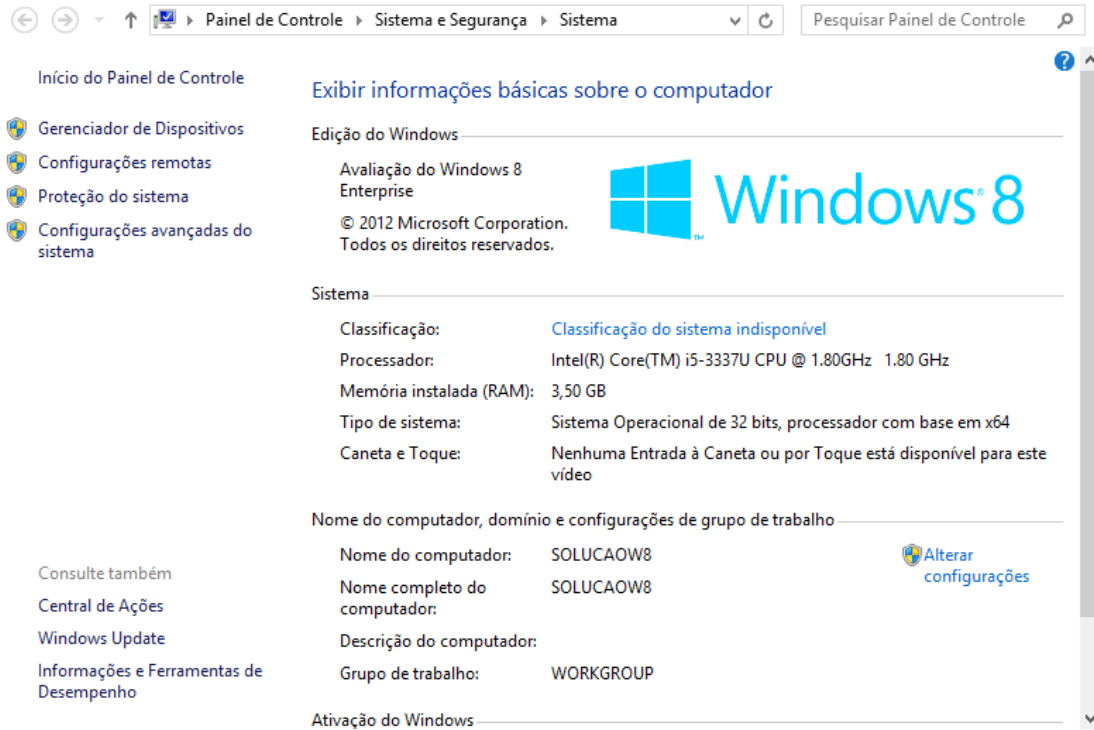 Painel de Controle Sistema e Segurança Sistema
Pesquisar Painel de Controle
Início do Painel de Controle
Gerenciador de Dispositivos
Configurações remotas
Proteção do sistema
Configurações avançadas do
sistema
Consulte também
Central de Ações
Windows Update
Informações e Ferramentas de
Desempenho
?
Exibir informações básicas sobre o computador
Edição do Windows
Avaliação do Windows 8
Enterprise
© 2012 Microsoft Corporation.
Todos os direitos reservados.
™ Windows® 8
Sistema
Classificação: Classificação do sistema indisponível
Processador: Intel(R) Core(TM) i5-3337U CPU @ 1.80GHz 1.80 GHz
Memória instalada (RAM): 3,50 GB
Tipo de sistema: Sistema Operacional de 32 bits, processador com base em x64
Caneta e Toque: Nenhuma Entrada à Caneta ou por Toque está disponível para este
vídeo
Nome do computador, domínio e configurações de grupo de trabalho
Nome do computador: SOLUCAOW8
Alterar
configurações
Nome completo do SOLUCAOW8
computador:
Descrição do computador:
Grupo de trabalho: WORKGROUP
Ativação do Windows